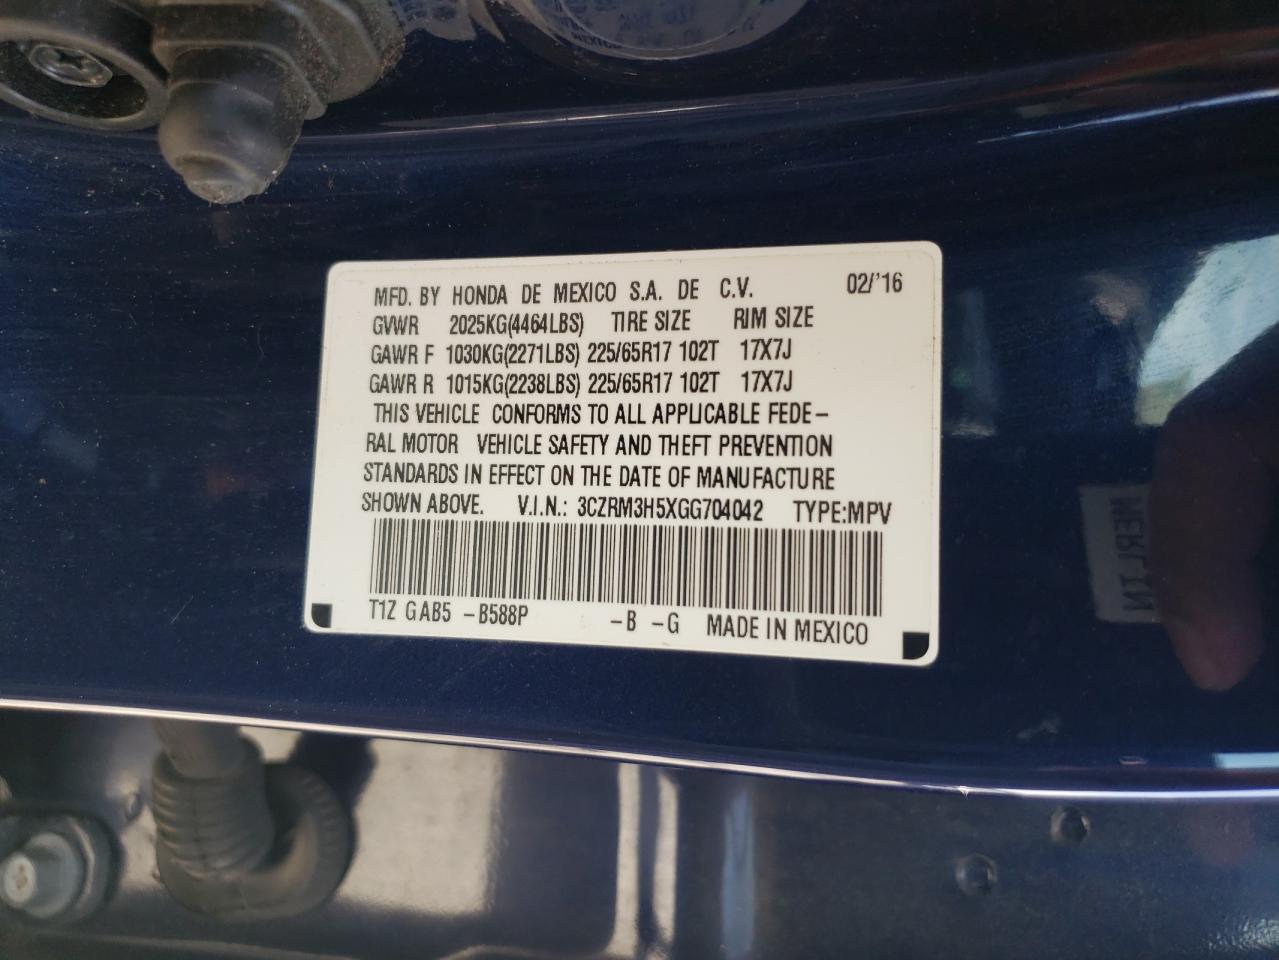 MFD. BY HONDA DE MEXICO S.A. DE C.V. 02/'16
GVWR 2025KG(4464LBS) TIRE SIZE RIM SIZE
GAWR F 1030KG(2271LBS) 225/65R17 102T 17X7J
GAWR R 1015KG(2238LBS) 225/65R17 102T 17X7J
THIS VEHICLE CONFORMS TO ALL APPLICABLE FEDE-
RAL MOTOR VEHICLE SAFETY AND THEFT PREVENTION
STANDARDS IN EFFECT ON THE DATE OF MANUFACTURE
SHOWN ABOVE. V.I.N.: 3CZRM3H5XGG704042 TYPE:MPV
T1Z GAB5 -B588P -B -G MADE IN MEXICO